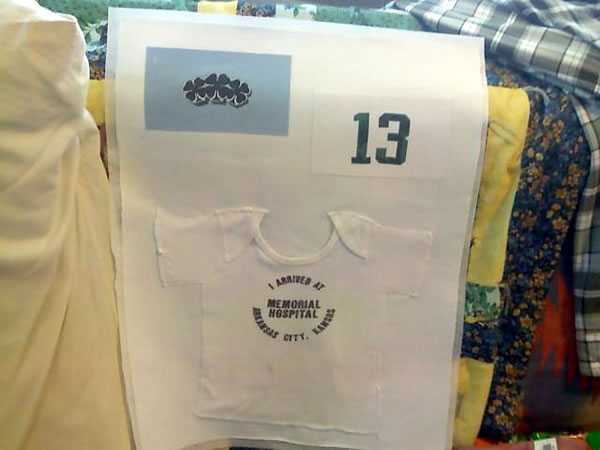 13
I ARRIVED AT
MEMORIAL
HOSPITAL
ARKANSAS CITY, KANSAS